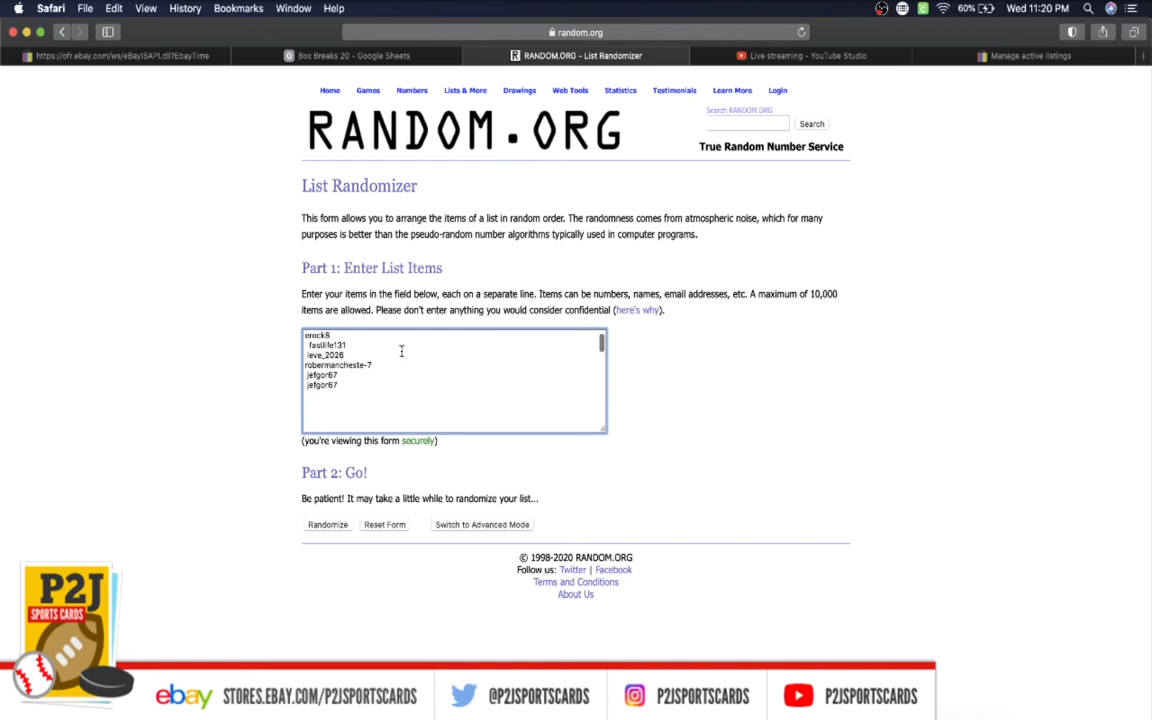 Safari File Edit View History Bookmarks Window Help 60% Wed 11:20 PM
random.org
https://ofr.ebay.com/ws/eBayISAPI.dll?EbayTime Box Breaks 20 - Google Sheets RANDOM.ORG - List Randomizer Live streaming - YouTube Studio Manage active listings
Home Games Numbers Lists & More Drawings Web Tools Statistics Testimonials Learn More Login
RANDOM.ORG
Search RANDOM.ORG
Search
True Random Number Service
List Randomizer
This form allows you to arrange the items of a list in random order. The randomness comes from atmospheric noise, which for many
purposes is better than the pseudo-random number algorithms typically used in computer programs.
Part 1: Enter List Items
Enter your items in the field below, each on a separate line. Items can be numbers, names, email addresses, etc. A maximum of 10,000
items are allowed. Please don't enter anything you would consider confidential (here's why).
erock8
fastlife131
leve_2026
robermancheste-7
jefgor67
jefgor67
(you're viewing this form securely)
Part 2: Go!
Be patient! It may take a little while to randomize your list...
Randomize Reset Form Switch to Advanced Mode
© 1998-2020 RANDOM.ORG
Follow us: Twitter | Facebook
Terms and Conditions
About Us
P2J
SPORTS CARDS
ebay STORES.EBAY.COM/P2JSPORTSCARDS @P2JSPORTSCARDS P2JSPORTSCARDS P2JSPORTSCARDS